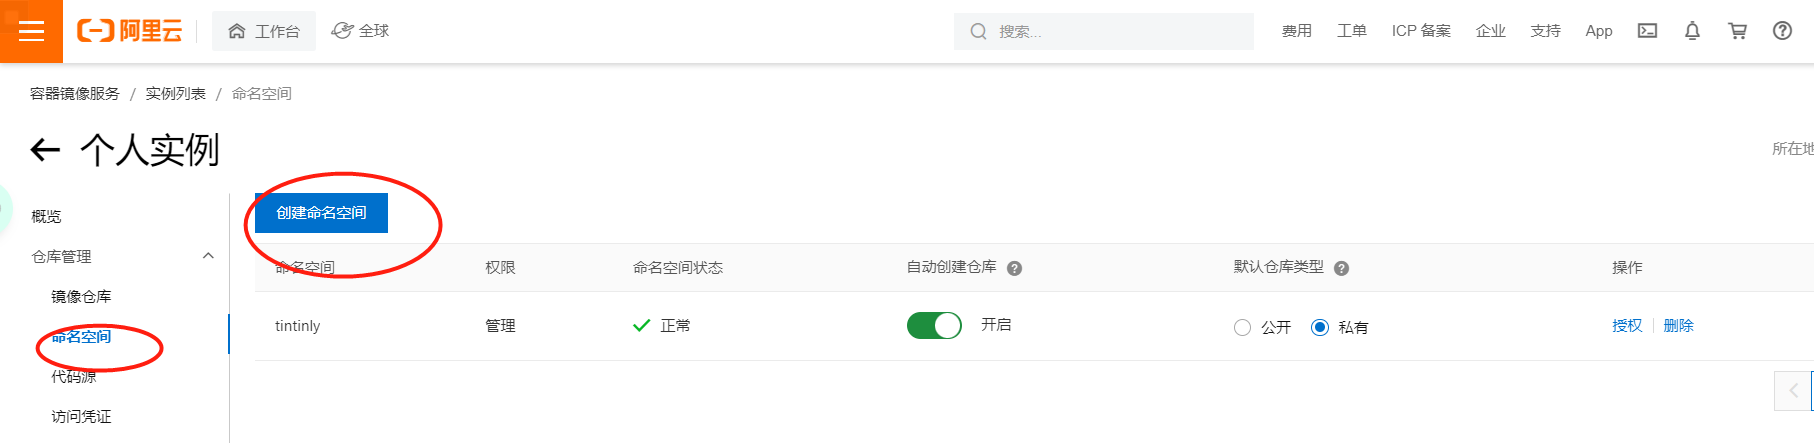 阿里云 工作台 全球 搜索... 费用 工单 ICP 备案 企业 支持 App
容器镜像服务 / 实例列表 / 命名空间
个人实例
所在地
概览
仓库管理
镜像仓库
命名空间
代码源
访问凭证
创建命名空间
命名空间 权限 命名空间状态 自动创建仓库 默认仓库类型 操作
tintinly 管理 正常 开启 公开 私有 授权 删除